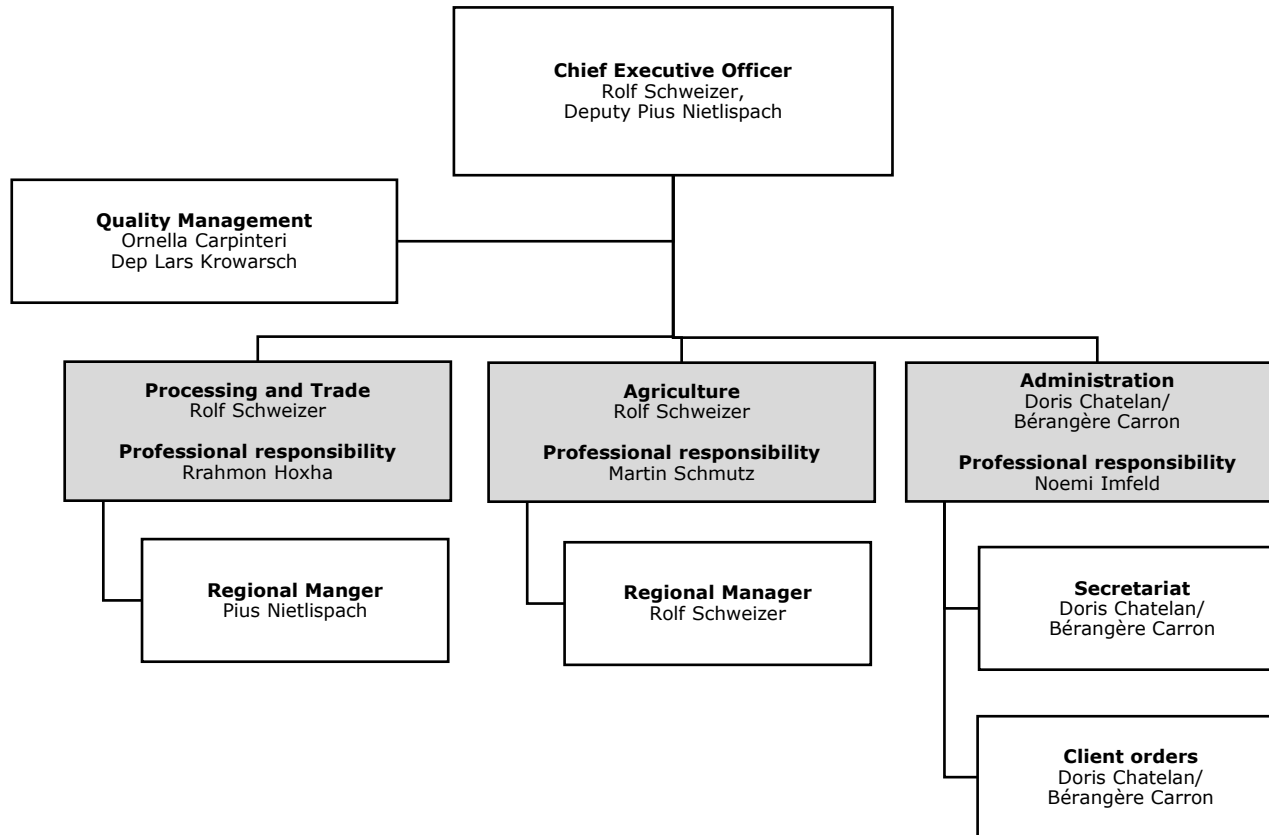 Chief Executive Officer
Rolf Schweizer,
Deputy Pius Nietlispach
Quality Management
Ornella Carpinteri
Dep Lars Krowarsch
Processing and Trade
Rolf Schweizer
Professional responsibility
Rrahmon Hoxha
Agriculture
Rolf Schweizer
Professional responsibility
Martin Schmutz
Administration
Doris Chatelan/
Bérangère Carron
Professional responsibility
Noemi Imfeld
Regional Manger
Pius Nietlispach
Regional Manager
Rolf Schweizer
Secretariat
Doris Chatelan/
Bérangère Carron
Client orders
Doris Chatelan/
Bérangère Carron